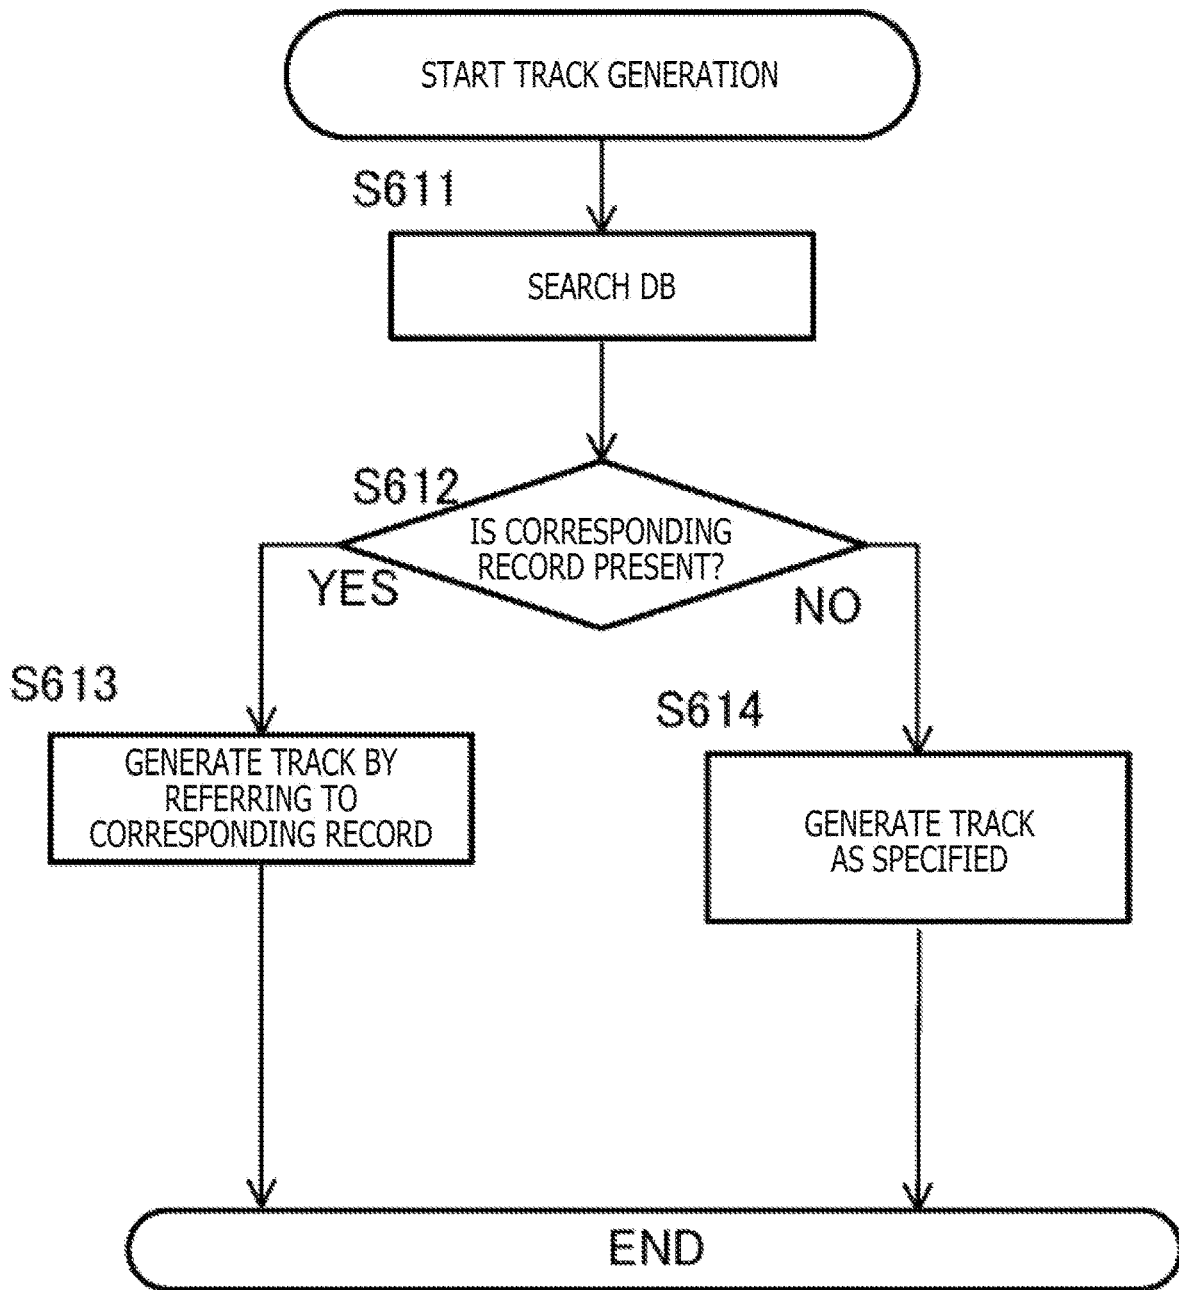 START TRACK GENERATION
S611
SEARCH DB
S612
IS CORRESPONDING
RECORD PRESENT?
YES
NO
S613
GENERATE TRACK BY
REFERRING TO
CORRESPONDING RECORD
S614
GENERATE TRACK
AS SPECIFIED
END